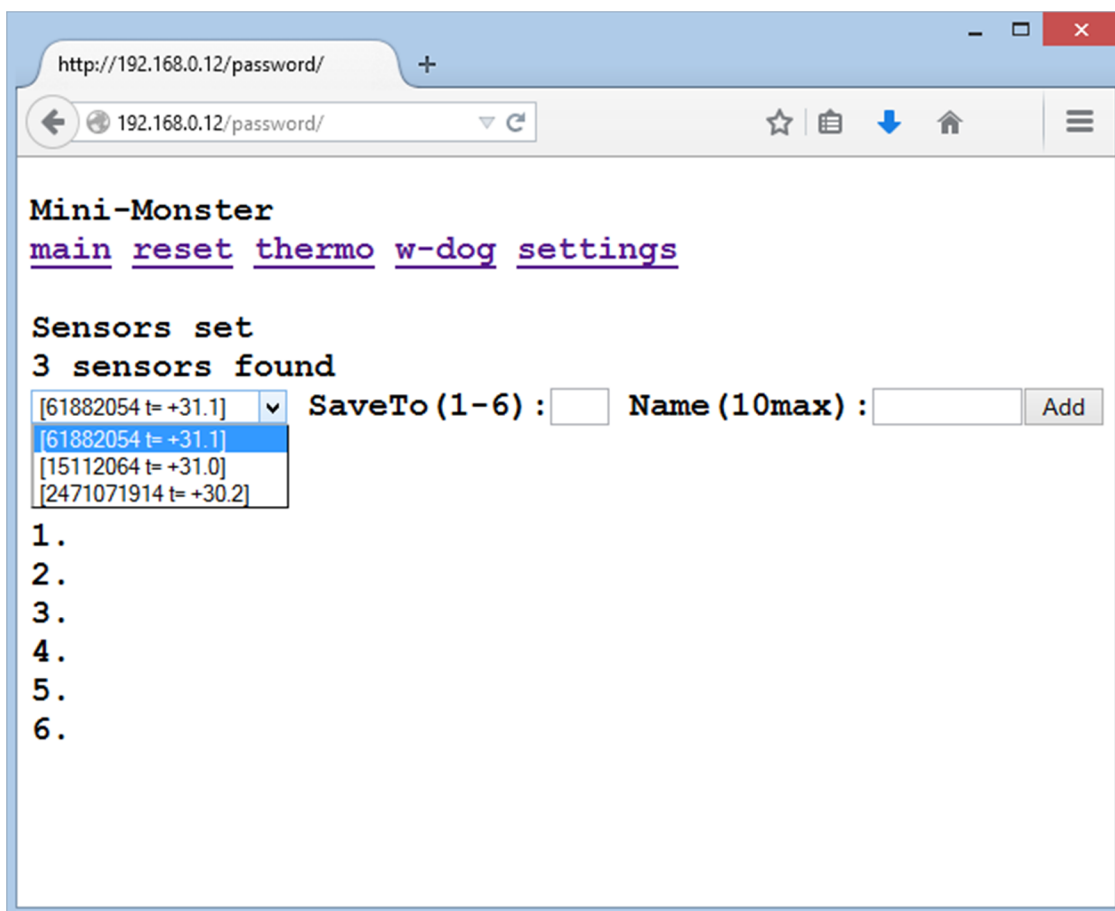 http://192.168.0.12/password/
192.168.0.12/password/
Mini-Monster
main reset thermo w-dog settings
Sensors set
3 sensors found
[61882054 t= +31.1] SaveTo(1-6): Name(10max): Add
[61882054 t= +31.1]
[15112064 t= +31.0]
[2471071914 t= +30.2]
1.
2.
3.
4.
5.
6.